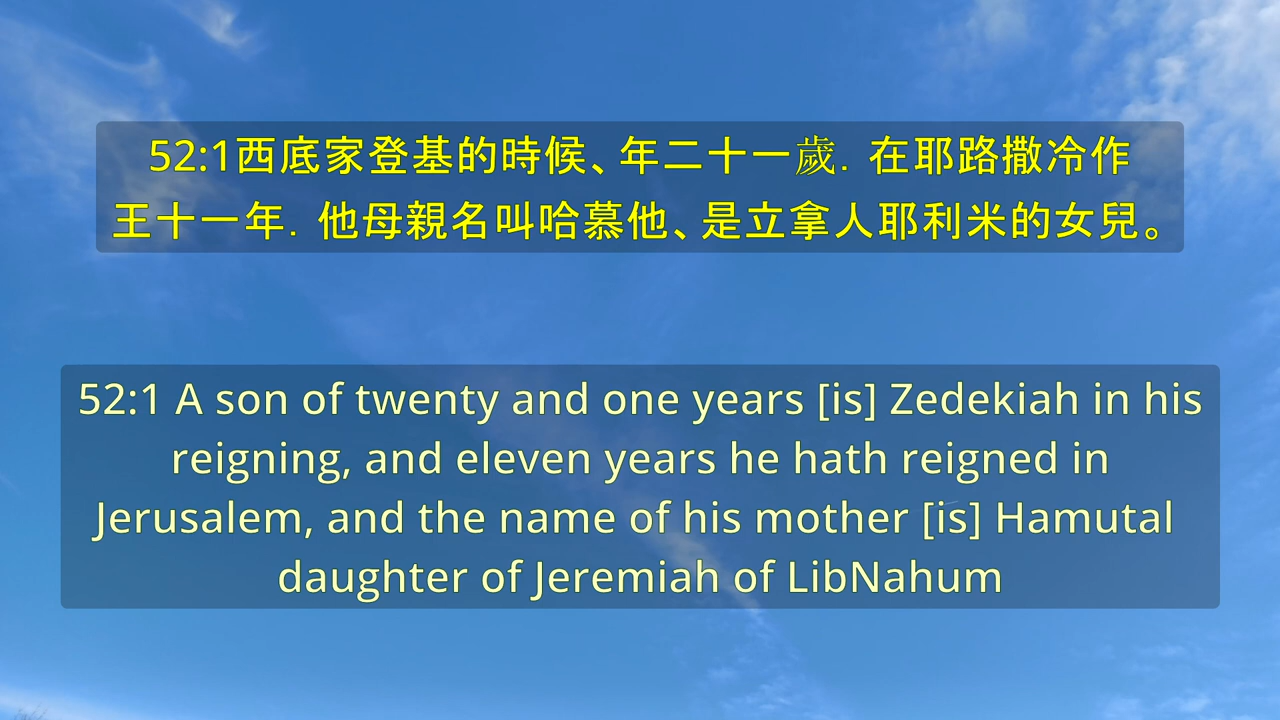 52:1西底家登基的時候、年二十一歲．在耶路撒冷作
王十一年．他母親名叫哈慕他、是立拿人耶利米的女兒。
52:1 A son of twenty and one years [is] Zedekiah in his
reigning, and eleven years he hath reigned in
Jerusalem, and the name of his mother [is] Hamutal
daughter of Jeremiah of LibNahum